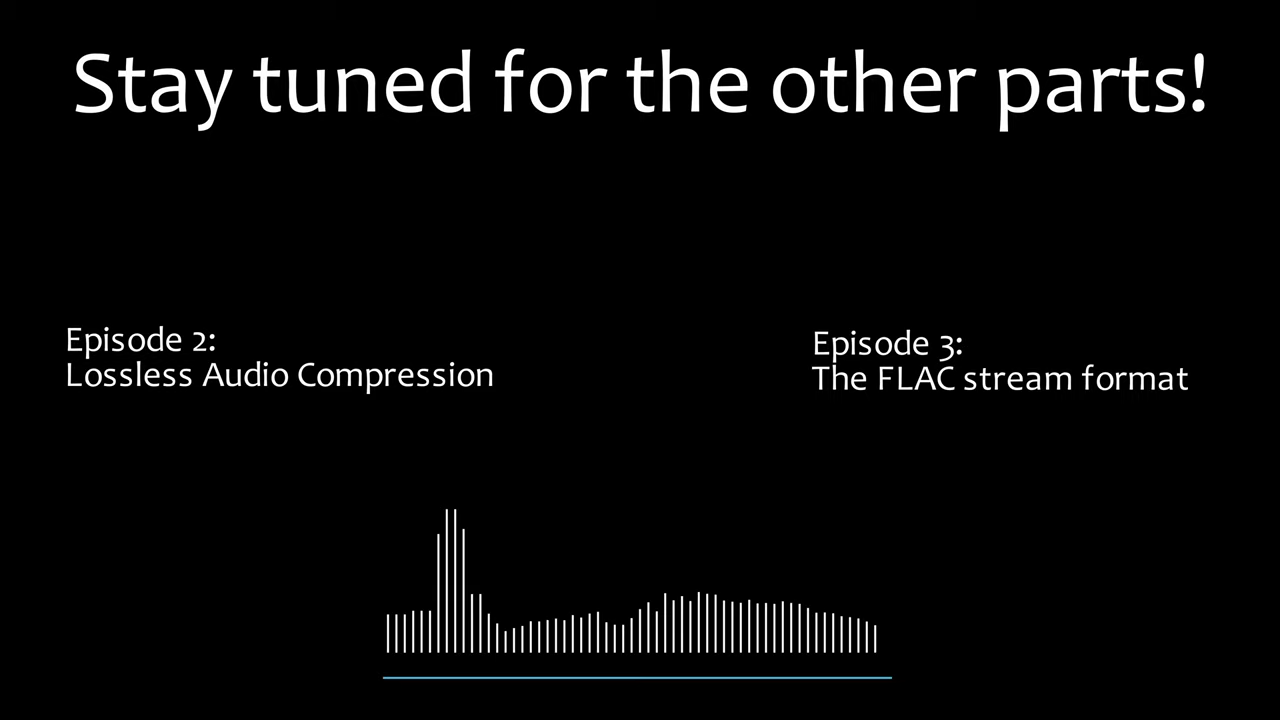 Stay tuned for the other parts!
Episode 2:
Lossless Audio Compression
Episode 3:
The FLAC stream format